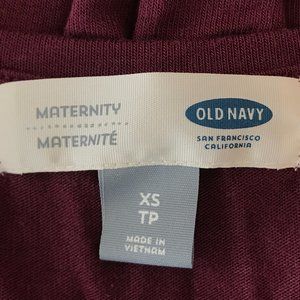 MATERNITY
MATERNITÉ
OLD NAVY
SAN FRANCISCO
CALIFORNIA
XS
TP
MADE IN
VIETNAM